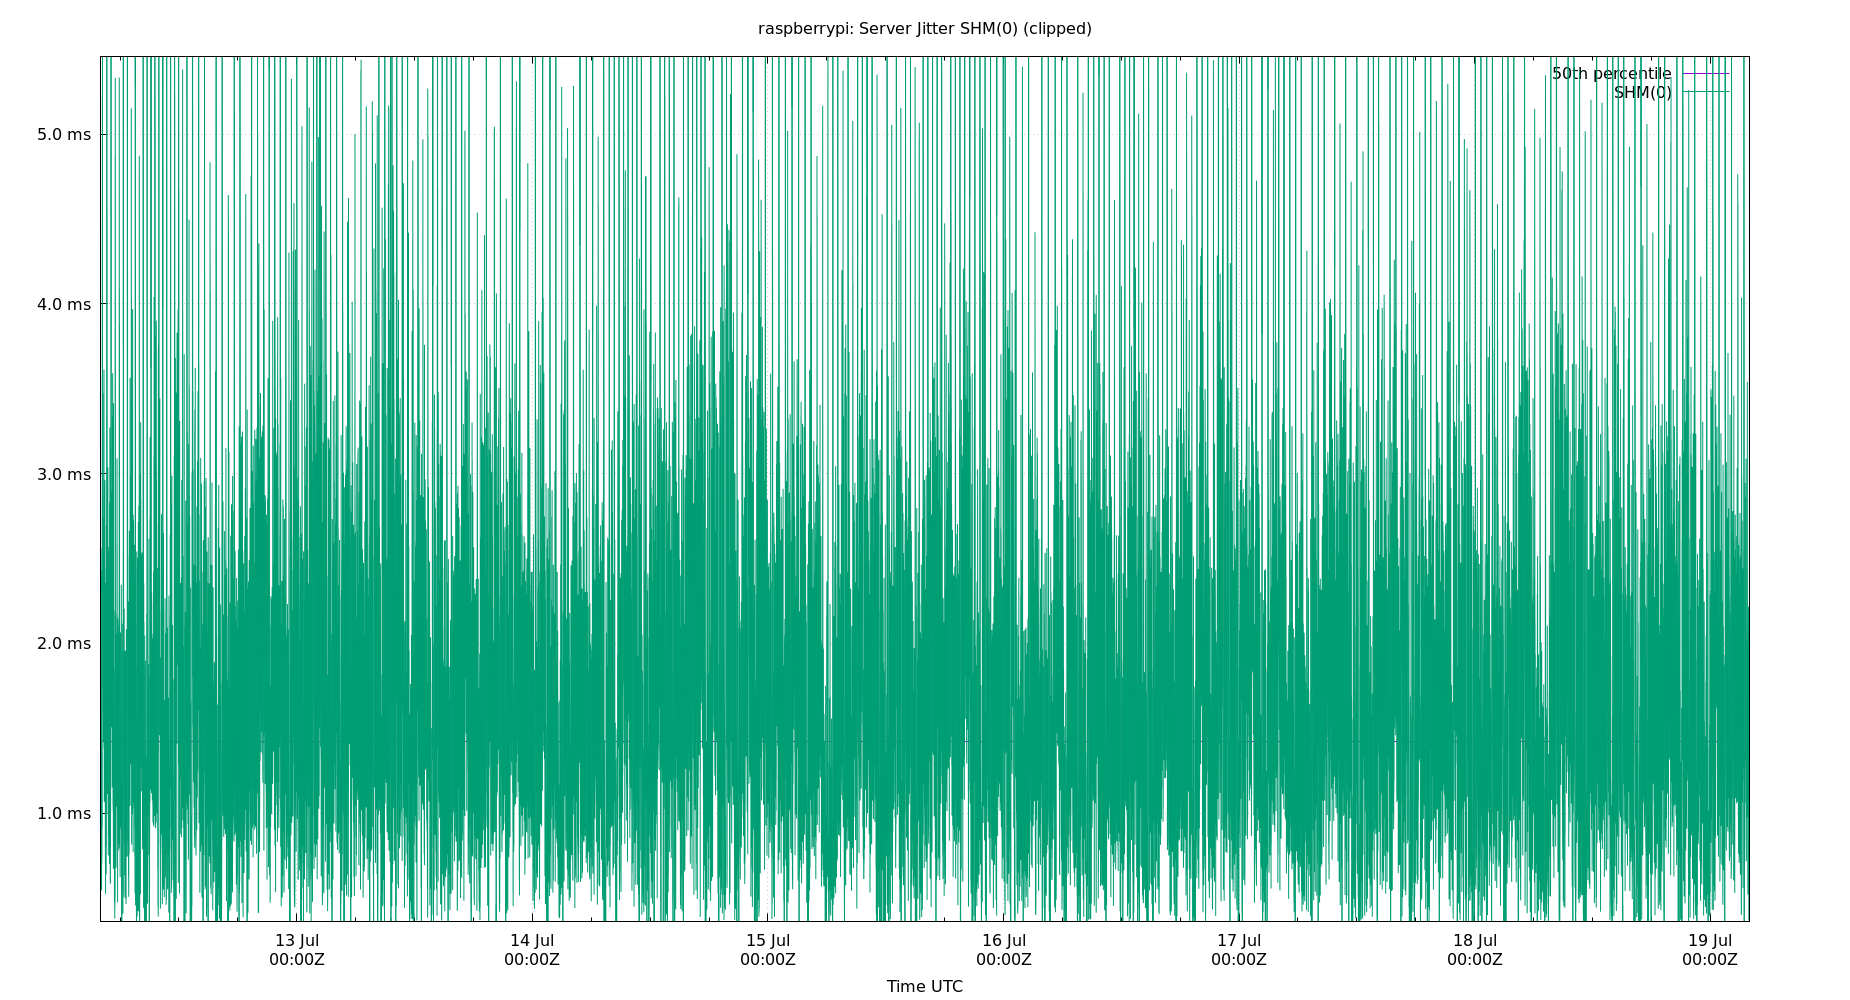 raspberrypi: Server Jitter SHM(0) (clipped)
50th percentile
SHM(0)
5.0 ms
4.0 ms
3.0 ms
2.0 ms
1.0 ms
13 Jul 14 Jul 15 Jul 16 Jul 17 Jul 18 Jul 19 Jul
00:00Z 00:00Z 00:00Z 00:00Z 00:00Z 00:00Z 00:00Z
Time UTC